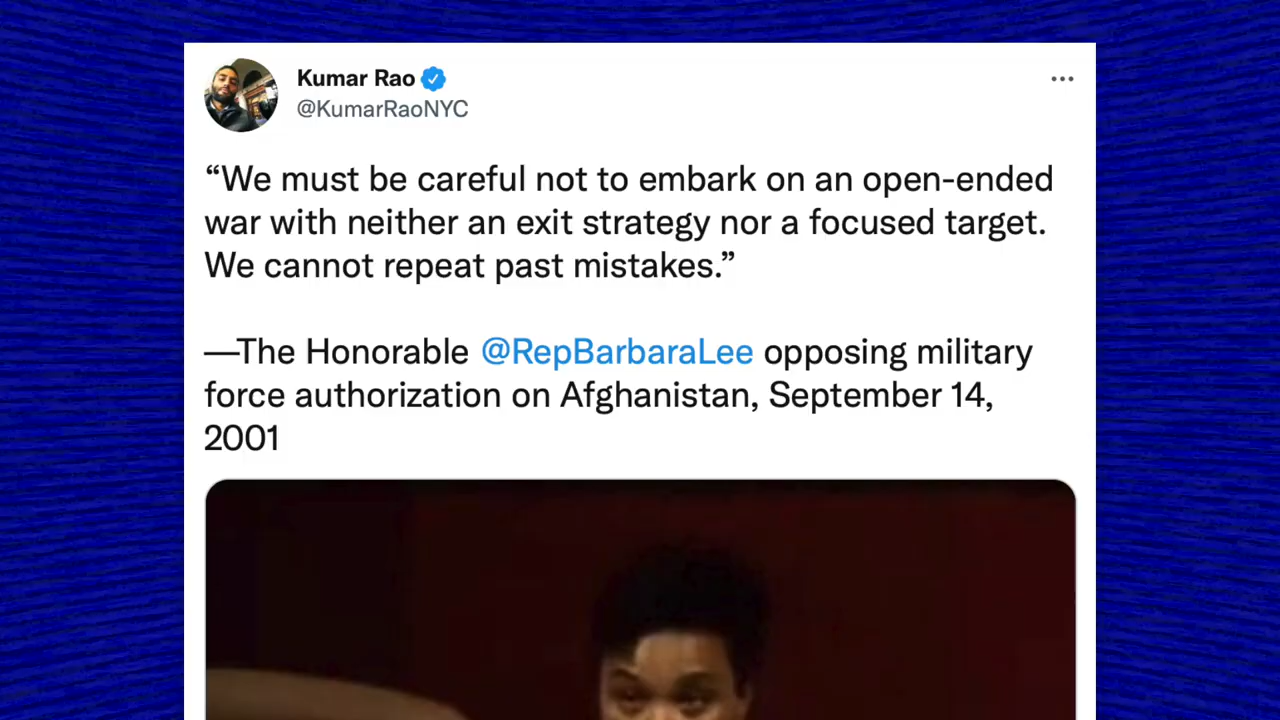 Kumar Rao
@KumarRaoNYC
“We must be careful not to embark on an open-ended
war with neither an exit strategy nor a focused target.
We cannot repeat past mistakes.”
—The Honorable @RepBarbaraLee opposing military
force authorization on Afghanistan, September 14,
2001